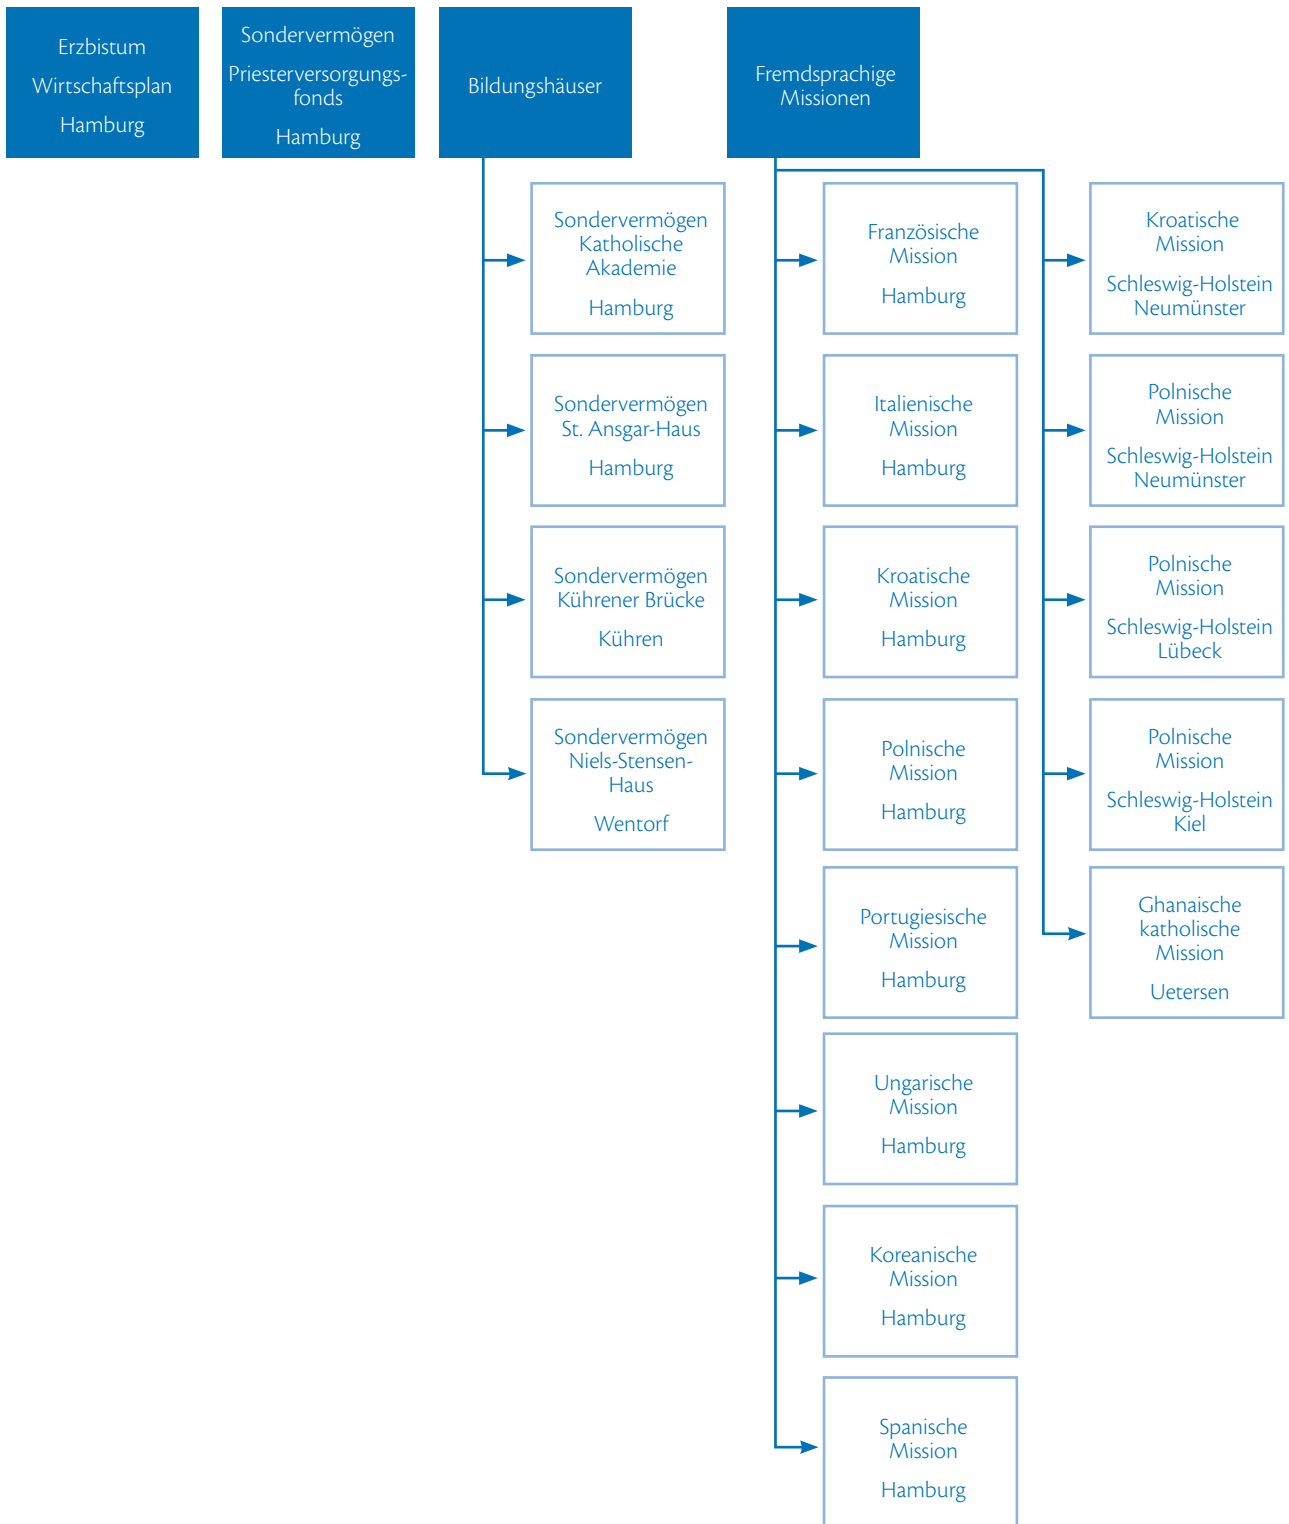 Erzbistum
Wirtschaftsplan
Hamburg
Sondervermögen
Priesterversorgungs-
fonds
Hamburg
Bildungshäuser
Fremdsprachige
Missionen
Sondervermögen
Katholische
Akademie
Hamburg
Sondervermögen
St. Ansgar-Haus
Hamburg
Sondervermögen
Kührener Brücke
Kühren
Sondervermögen
Niels-Stensen-
Haus
Wentorf
Französische
Mission
Hamburg
Italienische
Mission
Hamburg
Kroatische
Mission
Hamburg
Polnische
Mission
Hamburg
Portugiesische
Mission
Hamburg
Ungarische
Mission
Hamburg
Koreanische
Mission
Hamburg
Spanische
Mission
Hamburg
Kroatische
Mission
Schleswig-Holstein
Neumünster
Polnische
Mission
Schleswig-Holstein
Neumünster
Polnische
Mission
Schleswig-Holstein
Lübeck
Polnische
Mission
Schleswig-Holstein
Kiel
Ghanaische
katholische
Mission
Uetersen